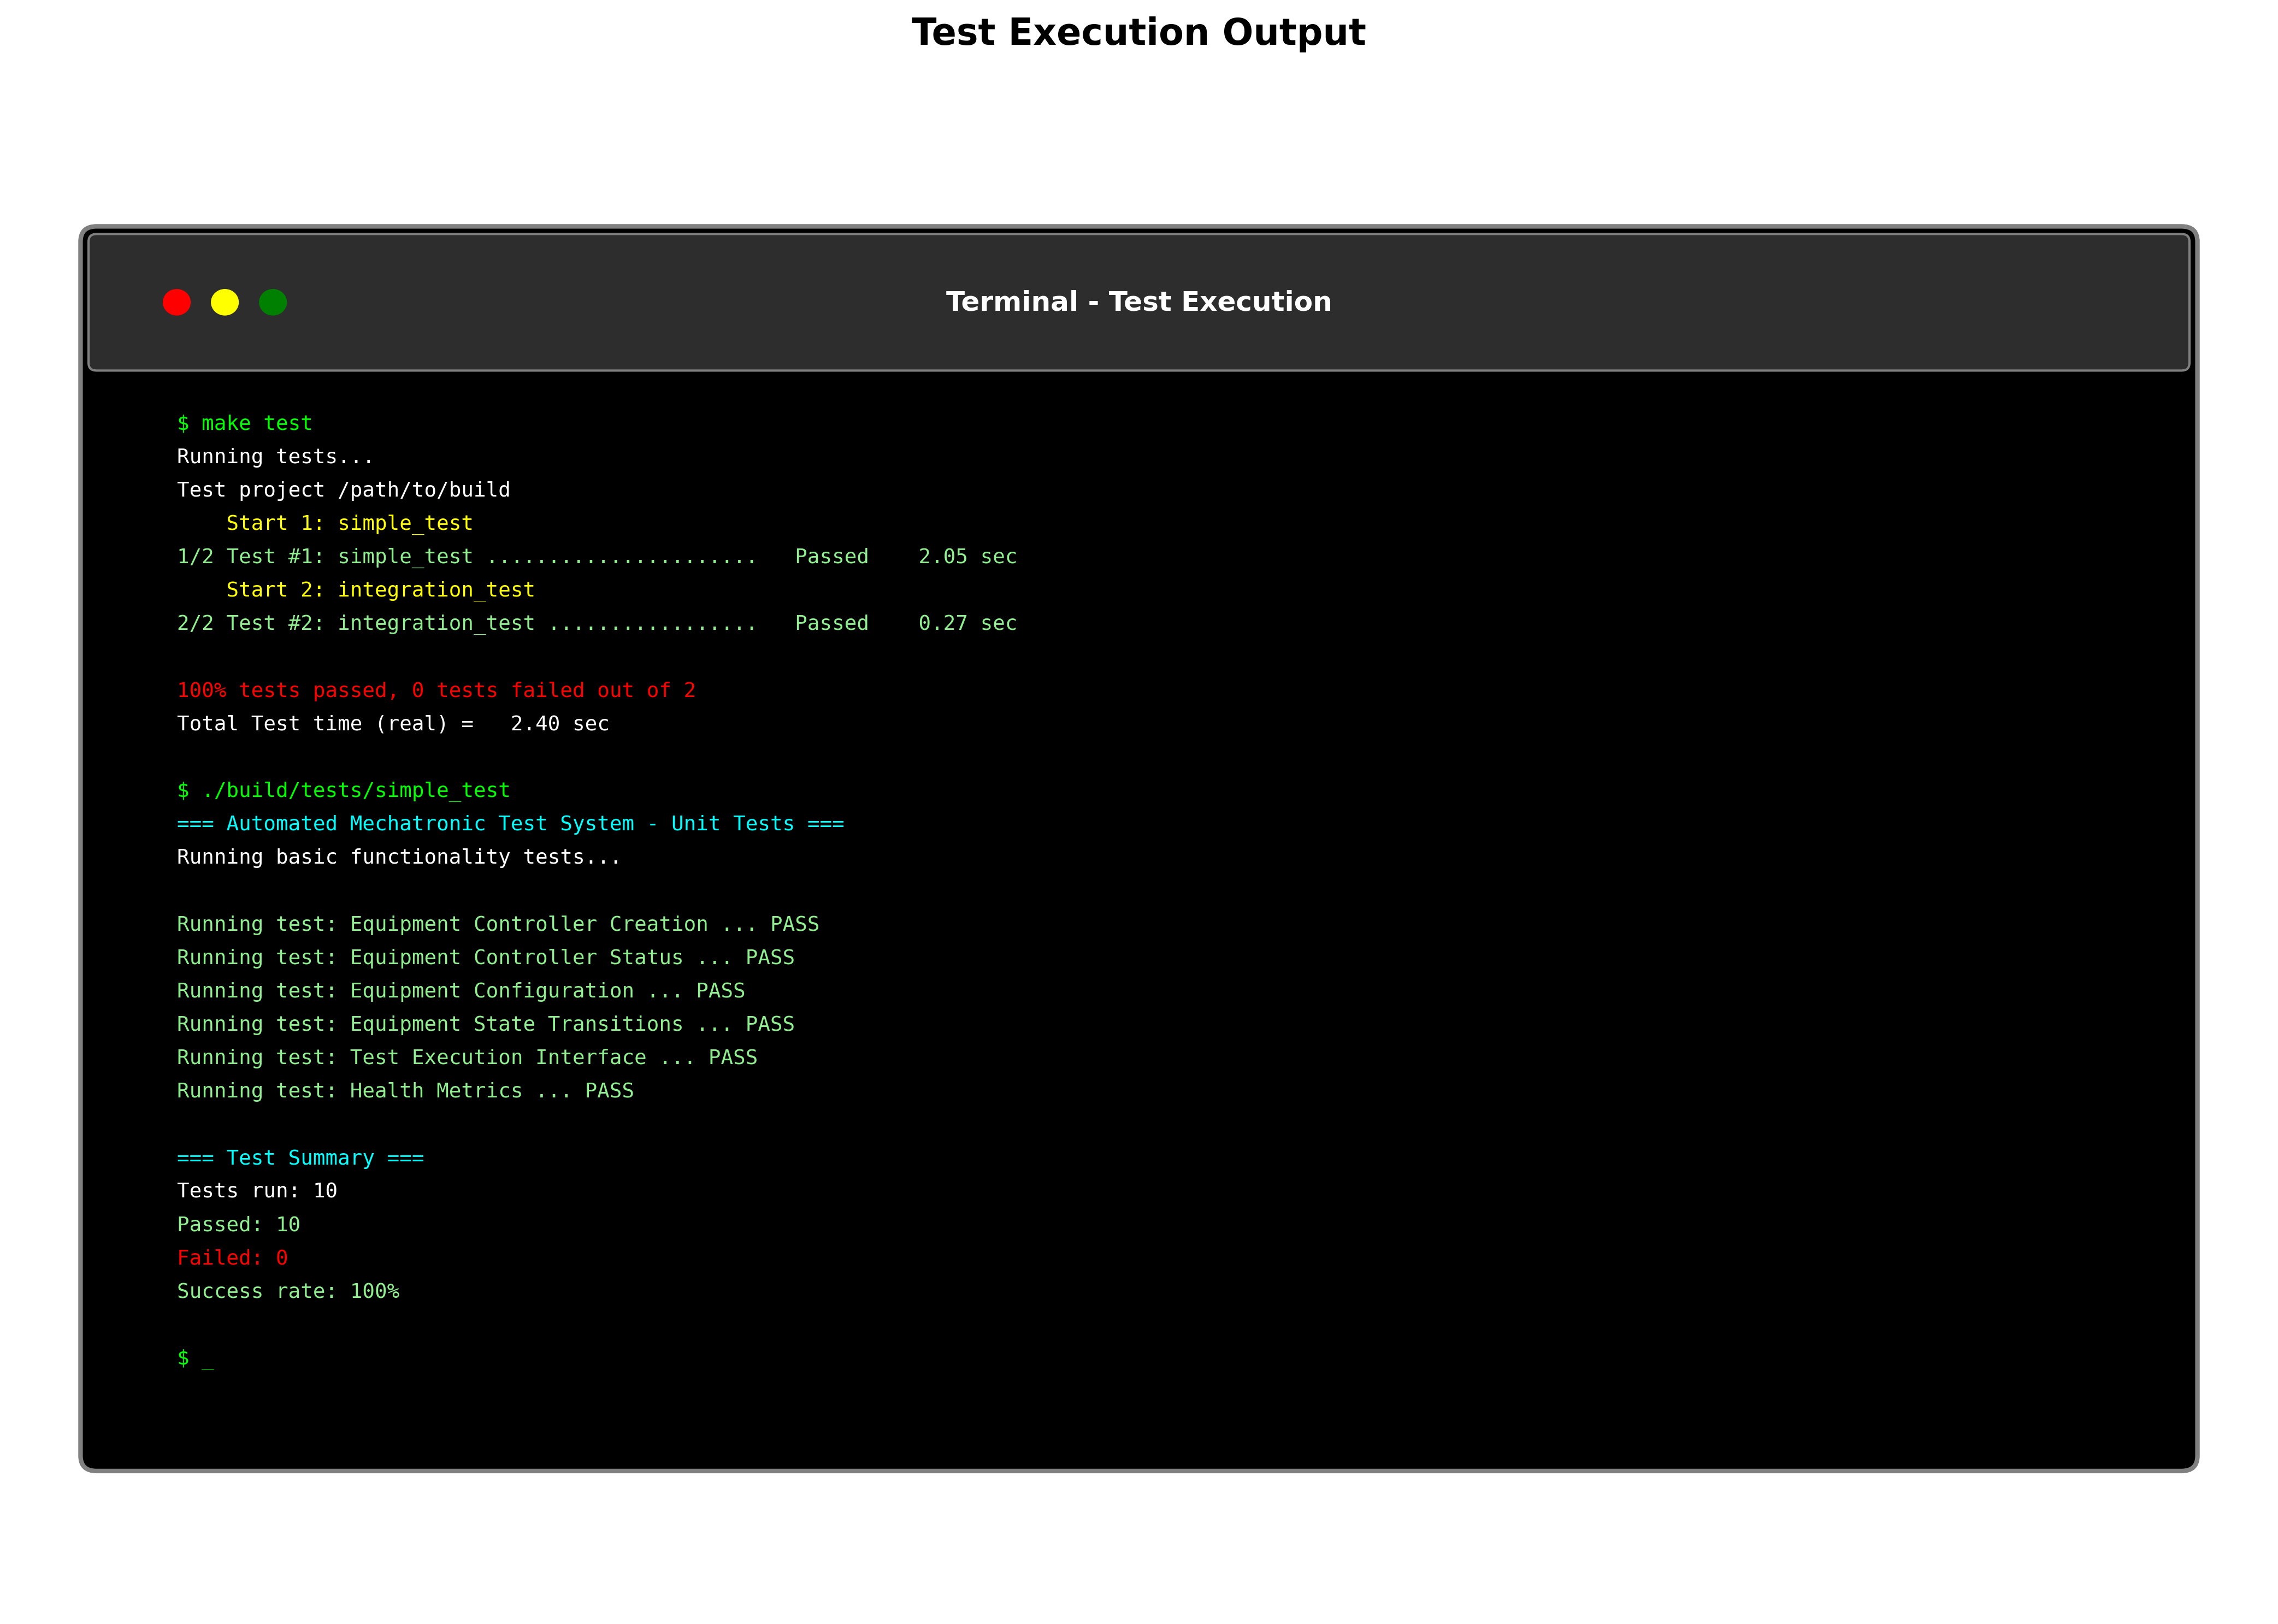 Test Execution Output
Terminal - Test Execution
$ make test
Running tests...
Test project /path/to/build
    Start 1: simple_test
1/2 Test #1: simple_test ......................   Passed    2.05 sec
    Start 2: integration_test
2/2 Test #2: integration_test .................   Passed    0.27 sec
100% tests passed, 0 tests failed out of 2
Total Test time (real) =   2.40 sec
$ ./build/tests/simple_test
=== Automated Mechatronic Test System - Unit Tests ===
Running basic functionality tests...
Running test: Equipment Controller Creation ... PASS
Running test: Equipment Controller Status ... PASS
Running test: Equipment Configuration ... PASS
Running test: Equipment State Transitions ... PASS
Running test: Test Execution Interface ... PASS
Running test: Health Metrics ... PASS
=== Test Summary ===
Tests run: 10
Passed: 10
Failed: 0
Success rate: 100%
$ _